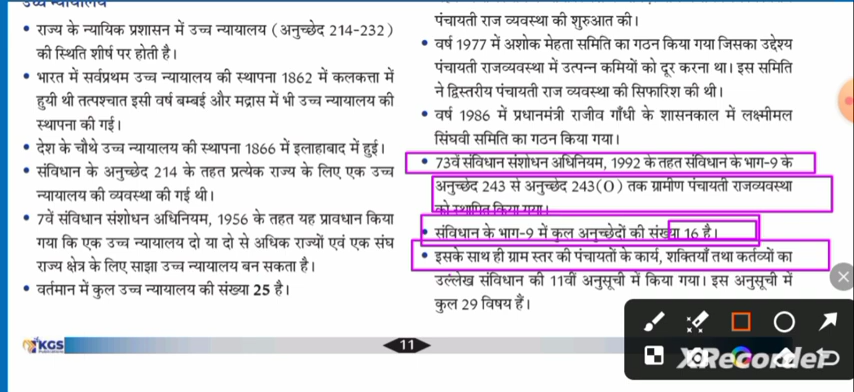 उच्च न्यायालय
राज्य के न्यायिक प्रशासन में उच्च न्यायालय (अनुच्छेद 214-232)
की स्थिति शीर्ष पर होती है।
भारत में सर्वप्रथम उच्च न्यायालय की स्थापना 1862 में कलकत्ता में
हुयी थी तत्पश्चात इसी वर्ष बम्बई और मद्रास में भी उच्च न्यायालय की
स्थापना की गई।
देश के चौथे उच्च न्यायालय की स्थापना 1866 में इलाहाबाद में हुई।
संविधान के अनुच्छेद 214 के तहत प्रत्येक राज्य के लिए एक उच्च
न्यायालय की व्यवस्था की गई थी।
7वें संविधान संशोधन अधिनियम, 1956 के तहत यह प्रावधान किया
गया कि एक उच्च न्यायालय दो या दो से अधिक राज्यों एवं एक संघ
राज्य क्षेत्र के लिए साझा उच्च न्यायालय बन सकता है।
वर्तमान में कुल उच्च न्यायालय की संख्या 25 है।
पंचायती राज व्यवस्था की शुरुआत की।
वर्ष 1977 में अशोक मेहता समिति का गठन किया गया जिसका उद्देश्य
पंचायती राजव्यवस्था में उत्पन्न कमियों को दूर करना था। इस समिति
ने द्विस्तरीय पंचायती राज व्यवस्था की सिफारिश की थी।
वर्ष 1986 में प्रधानमंत्री राजीव गाँधी के शासनकाल में लक्ष्मीमल
सिंघवी समिति का गठन किया गया।
73वें संविधान संशोधन अधिनियम, 1992 के तहत संविधान के भाग-9 के
अनुच्छेद 243 से अनुच्छेद 243(O) तक ग्रामीण पंचायती राजव्यवस्था
को स्थापित किया गया।
संविधान के भाग-9 में कुल अनुच्छेदों की संख्या 16 है।
इसके साथ ही ग्राम स्तर की पंचायतों के कार्य, शक्तियाँ तथा कर्तव्यों का
उल्लेख संविधान की 11वीं अनुसूची में किया गया। इस अनुसूची में
कुल 29 विषय हैं।
KGS
11
XRecorder